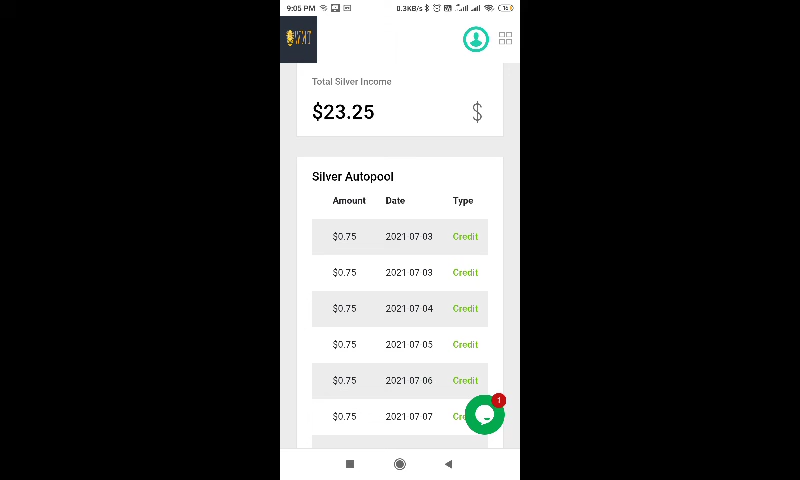 9:05 PM 0.3KB/s 15
WMI
Total Silver Income
$23.25 $
Silver Autopool
Amount Date Type
$0.75 2021 07 03 Credit
$0.75 2021 07 03 Credit
$0.75 2021 07 04 Credit
$0.75 2021 07 05 Credit
$0.75 2021 07 06 Credit
1
$0.75 2021 07 07